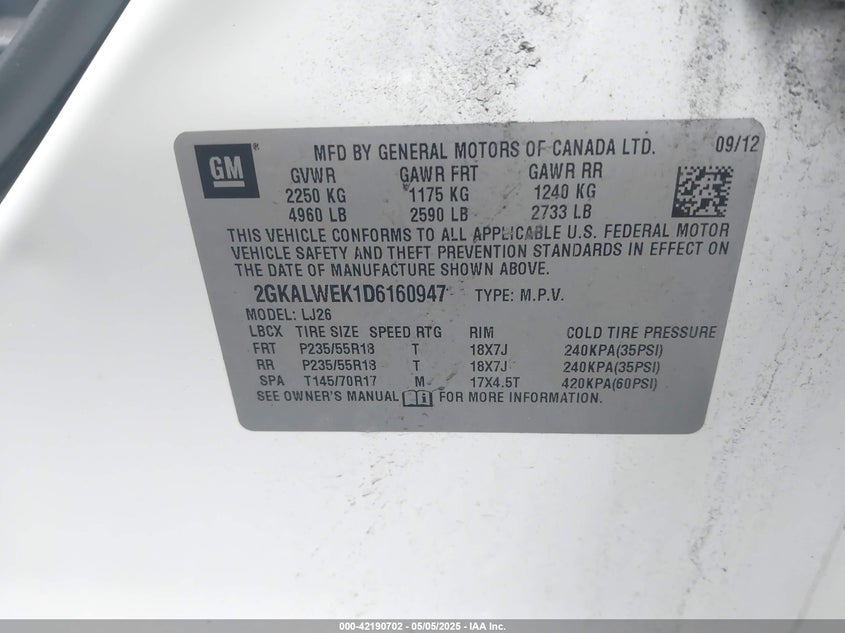 GM ® MFD BY GENERAL MOTORS OF CANADA LTD. 09/12
GVWR GAWR FRT GAWR RR
2250 KG 1175 KG 1240 KG
4960 LB 2590 LB 2733 LB
THIS VEHICLE CONFORMS TO ALL APPLICABLE U.S. FEDERAL MOTOR
VEHICLE SAFETY AND THEFT PREVENTION STANDARDS IN EFFECT ON
THE DATE OF MANUFACTURE SHOWN ABOVE.
2GKALWEK1D6160947 TYPE: M.P.V.
MODEL: LJ26
LBCX TIRE SIZE SPEED RTG RIM COLD TIRE PRESSURE
FRT P235/55R18 T 18X7J 240KPA(35PSI)
RR P235/55R18 T 18X7J 240KPA(35PSI)
SPA T145/70R17 M 17X4.5T 420KPA(60PSI)
SEE OWNER'S MANUAL FOR MORE INFORMATION.
000-42190702 - 05/05/2025 - IAA Inc.